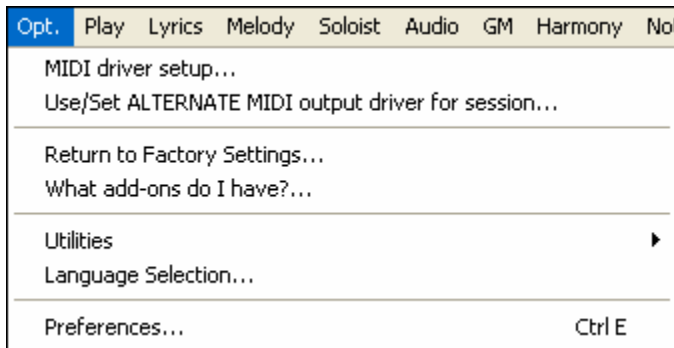 Opt. Play Lyrics Melody Soloist Audio GM Harmony
MIDI driver setup...
Use/Set ALTERNATE MIDI output driver for session...
Return to Factory Settings...
What add-ons do I have?...
Utilities
Language Selection...
Preferences... Ctrl E